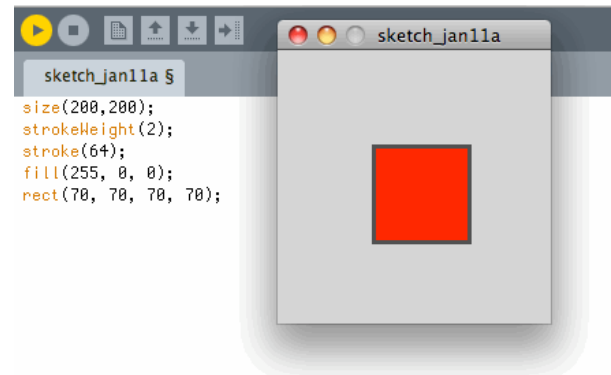 sketch_jan11a
sketch_jan11a §
size(200,200);
strokeWeight(2);
stroke(64);
fill(255, 0, 0);
rect(70, 70, 70, 70);